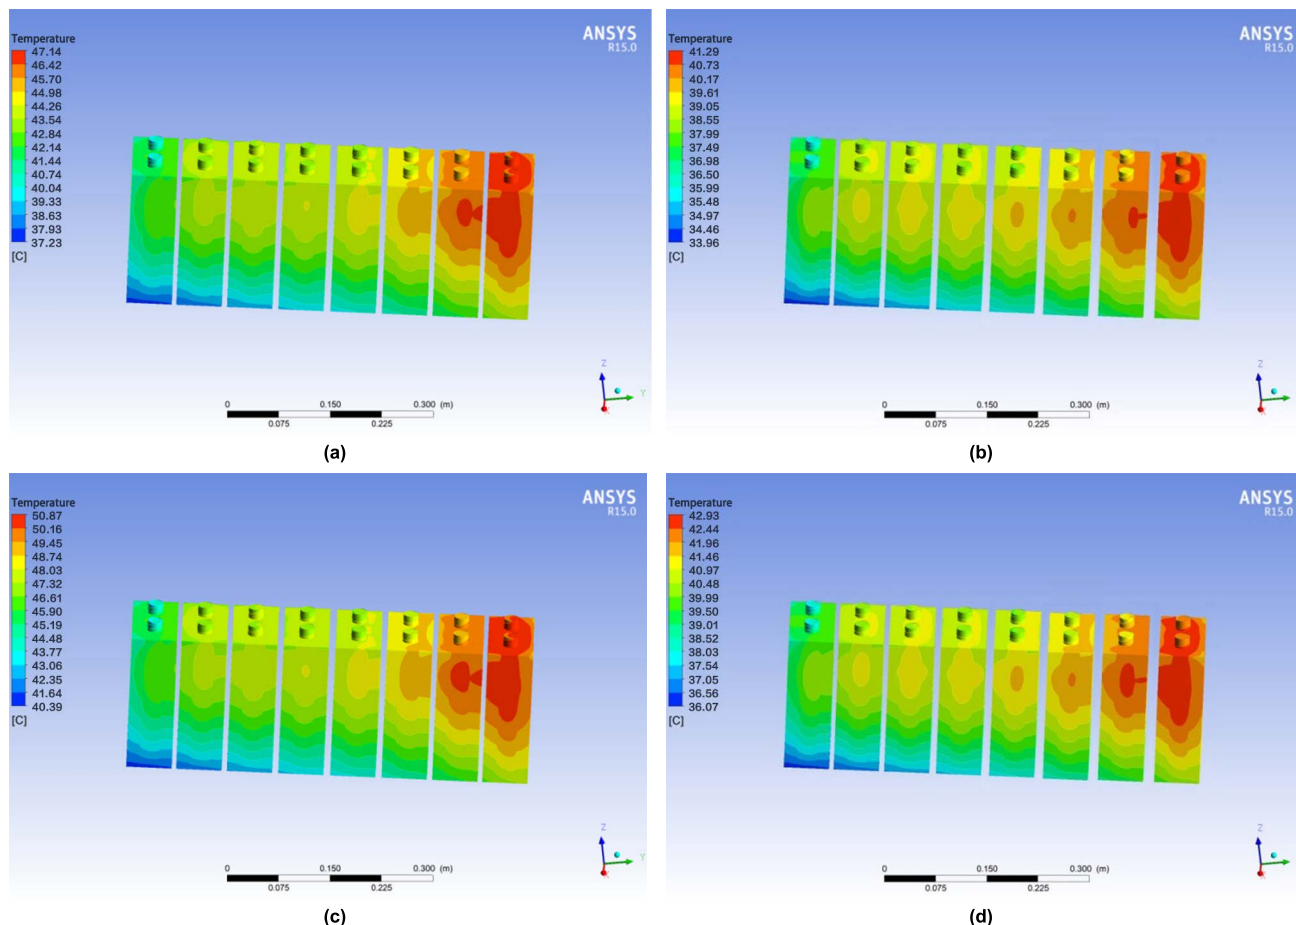 ANSYS
R15.0
Temperature
47.14
46.42
45.70
44.98
44.26
43.54
42.84
42.14
41.44
40.74
40.04
39.33
38.63
37.93
37.23
[C]
Z
Y
X
0 0.150 0.300 (m)
0.075 0.225
(a)
ANSYS
R15.0
Temperature
41.29
40.73
40.17
39.61
39.05
38.55
37.99
37.49
36.98
36.50
35.99
35.48
34.97
34.46
33.96
[C]
Z
X
0 0.150 0.300 (m)
0.075 0.225
(b)
ANSYS
R15.0
Temperature
50.87
50.16
49.45
48.74
48.03
47.32
46.61
45.90
45.19
44.48
43.77
43.06
42.35
41.64
40.39
[C]
Z
Y
X
0 0.150 0.300 (m)
0.075 0.225
(c)
ANSYS
R15.0
Temperature
42.93
42.44
41.96
41.46
40.97
40.48
39.99
39.50
39.01
38.52
38.03
37.54
37.05
36.56
36.07
[C]
Z
X
0 0.150 0.300 (m)
0.075 0.225
(d)